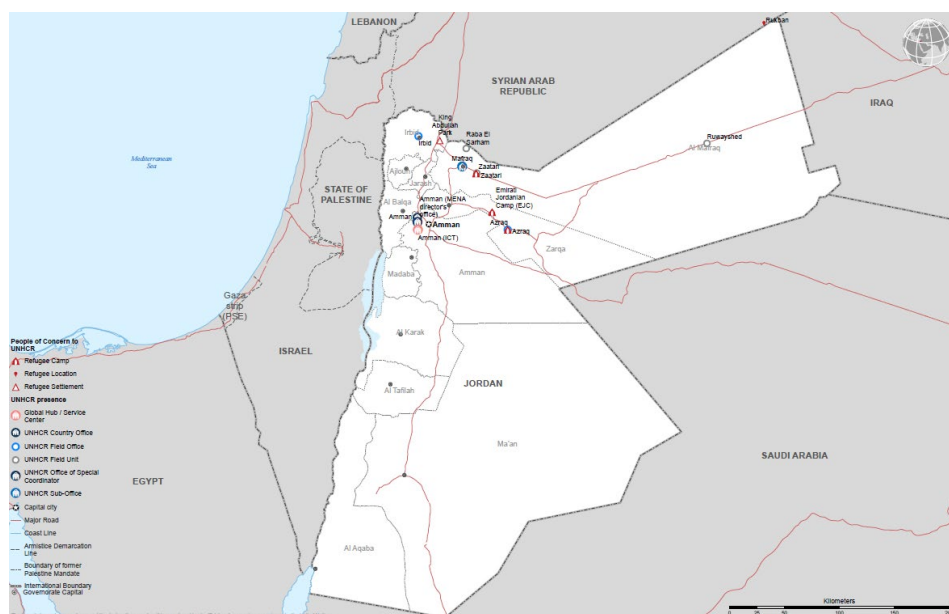 LEBANON
Rukban
SYRIAN ARAB
REPUBLIC
IRAQ
King
Abdullah
Park
Irbid
Irbid
Raba El
Sarham
Ruwayshed
Al Mafraq
Mediterranean
Sea
Mafraq
Zaatari
Zaatari
Ajloun
Jarash
STATE OF
PALESTINE
Emirati
Jordanian
Camp (EJC)
Al Balqa
Amman (MENA
director's
office)
Amman
Amman
Amman (ICT)
Azraq
Azraq
Zarqa
Madaba
Amman
Gaza
strip
(PSE)
Al Karak
ISRAEL
JORDAN
Al Tafilah
Ma'an
SAUDI ARABIA
EGYPT
Al Aqaba
People of Concern to
UNHCR
Refugee Camp
Refugee Location
Refugee Settlement
UNHCR presence
Global Hub / Service
Center
UNHCR Country Office
UNHCR Field Office
UNHCR Field Unit
UNHCR Office of Special
Coordinator
UNHCR Sub-Office
Capital city
Major Road
Coast Line
Armistice Demarcation
Line
Boundary of former
Palestine Mandate
International Boundary
Governorate Capital
Kilometers